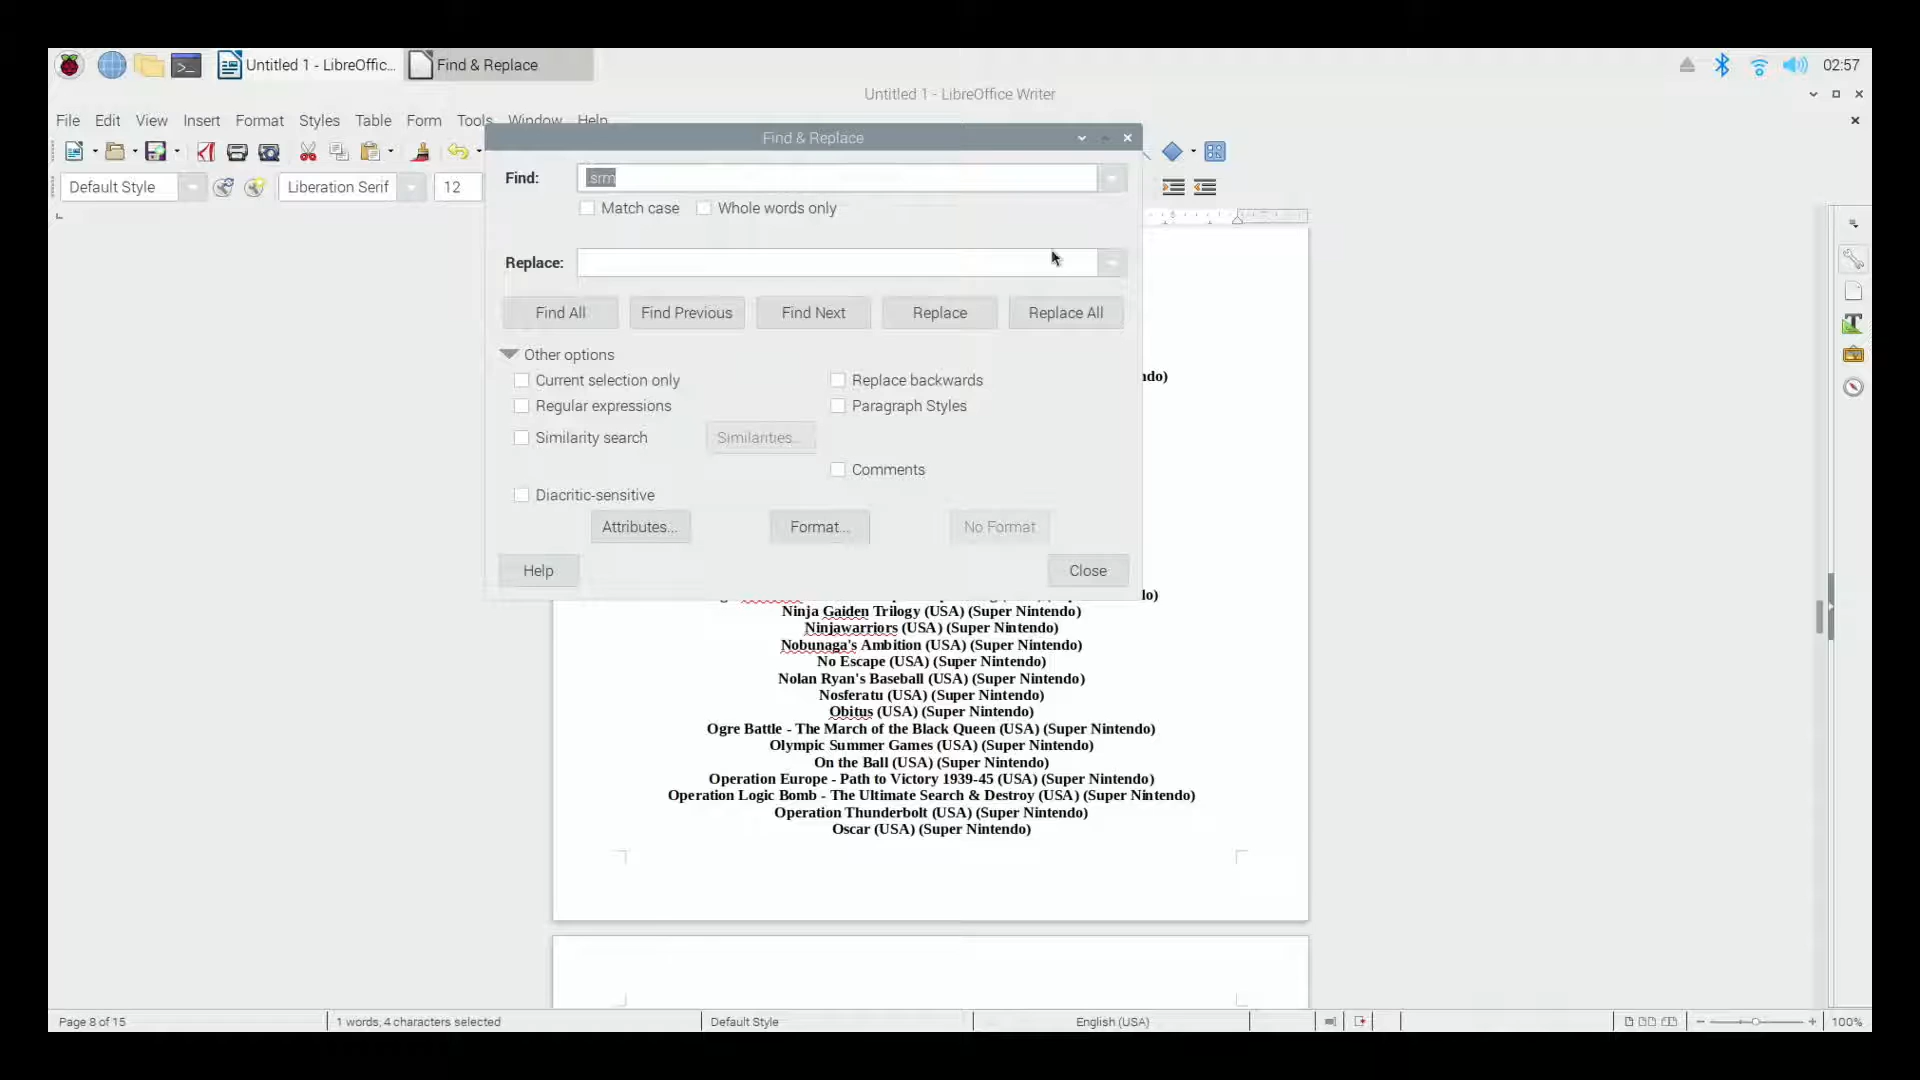 Untitled 1 - LibreOffic...
Find & Replace
02:57
Untitled 1 - LibreOffice Writer
File Edit View Insert Format Styles Table Form Tools Window Help
Find & Replace
Default Style
Liberation Serif
12
Find:
.srm
Match case
Whole words only
Replace:
Find All
Find Previous
Find Next
Replace
Replace All
Other options
Current selection only
Replace backwards
Regular expressions
Paragraph Styles
Similarity search
Similarities...
Comments
Diacritic-sensitive
Attributes...
Format...
No Format
Help
Close
Ninja Gaiden Trilogy (USA) (Super Nintendo)
Ninjawarriors (USA) (Super Nintendo)
Nobunaga's Ambition (USA) (Super Nintendo)
No Escape (USA) (Super Nintendo)
Nolan Ryan's Baseball (USA) (Super Nintendo)
Nosferatu (USA) (Super Nintendo)
Obitus (USA) (Super Nintendo)
Ogre Battle - The March of the Black Queen (USA) (Super Nintendo)
Olympic Summer Games (USA) (Super Nintendo)
On the Ball (USA) (Super Nintendo)
Operation Europe - Path to Victory 1939-45 (USA) (Super Nintendo)
Operation Logic Bomb - The Ultimate Search & Destroy (USA) (Super Nintendo)
Operation Thunderbolt (USA) (Super Nintendo)
Oscar (USA) (Super Nintendo)
Page 8 of 15
1 words, 4 characters selected
Default Style
English (USA)
100%